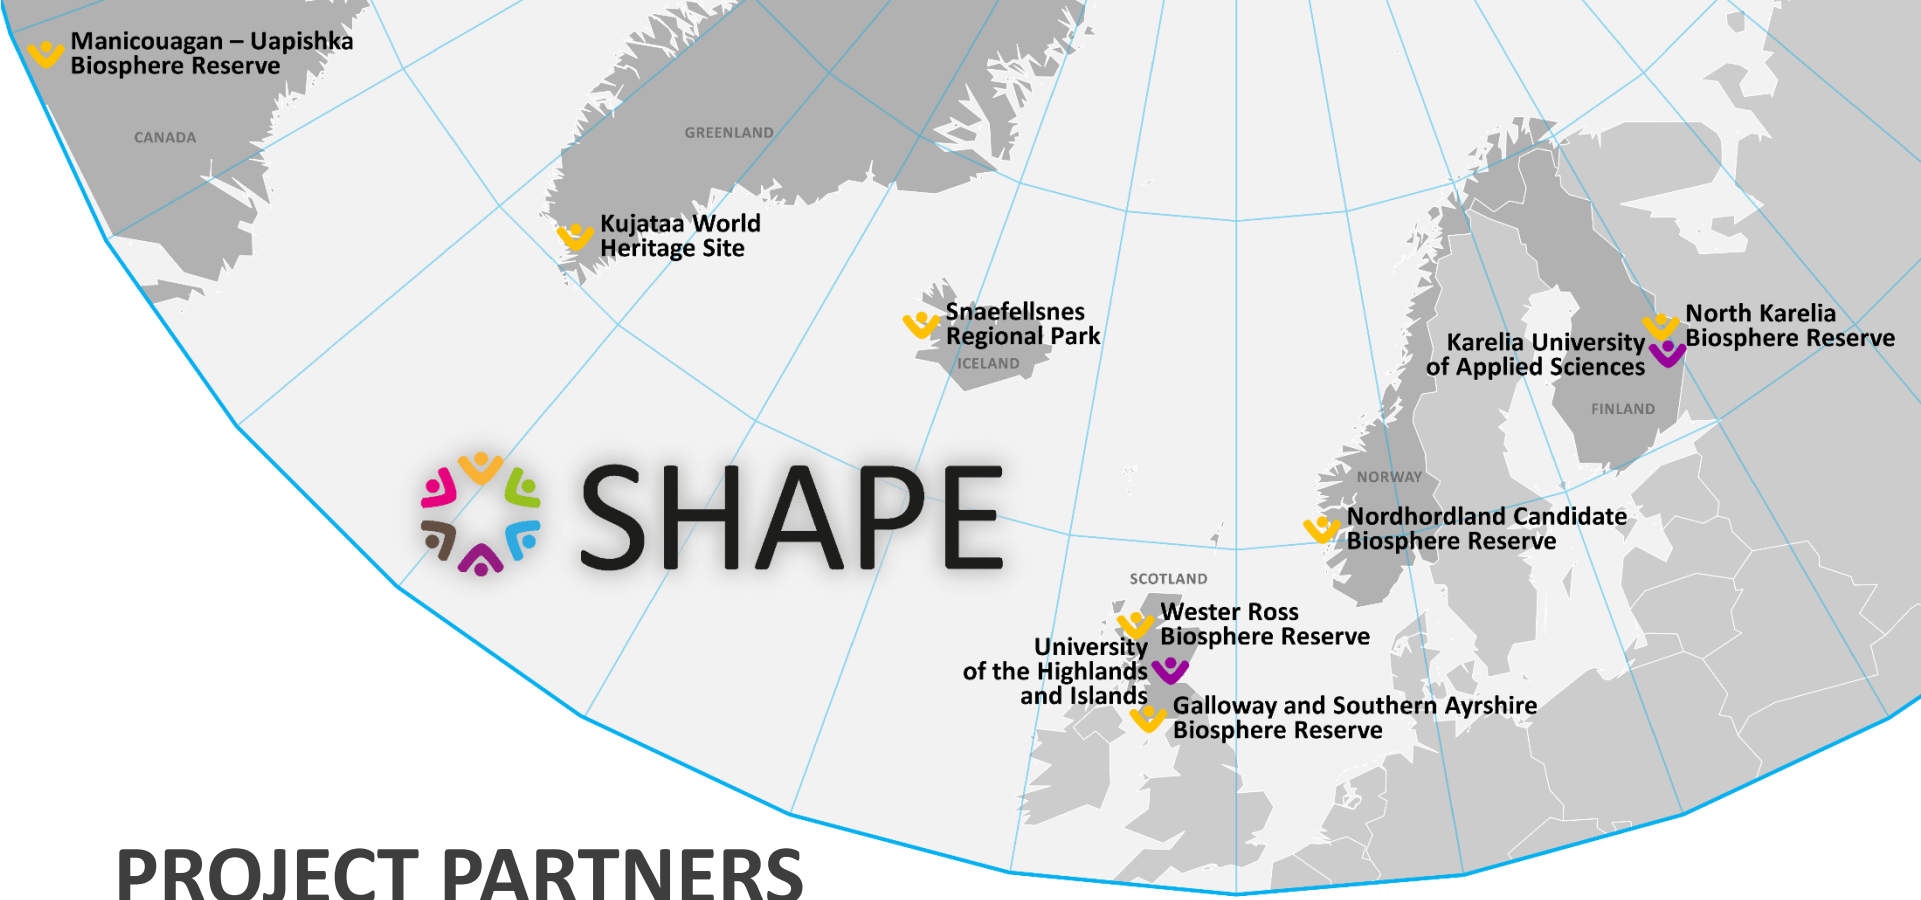 Manicouagan – Uapishka
Biosphere Reserve
CANADA
GREENLAND
Kujataa World
Heritage Site
Snaefellsnes
Regional Park
ICELAND
North Karelia
Biosphere Reserve
Karelia University
of Applied Sciences
FINLAND
SHAPE
NORWAY
Nordhordland Candidate
Biosphere Reserve
SCOTLAND
Wester Ross
Biosphere Reserve
University
of the Highlands
and Islands
Galloway and Southern Ayrshire
Biosphere Reserve
PROJECT PARTNERS